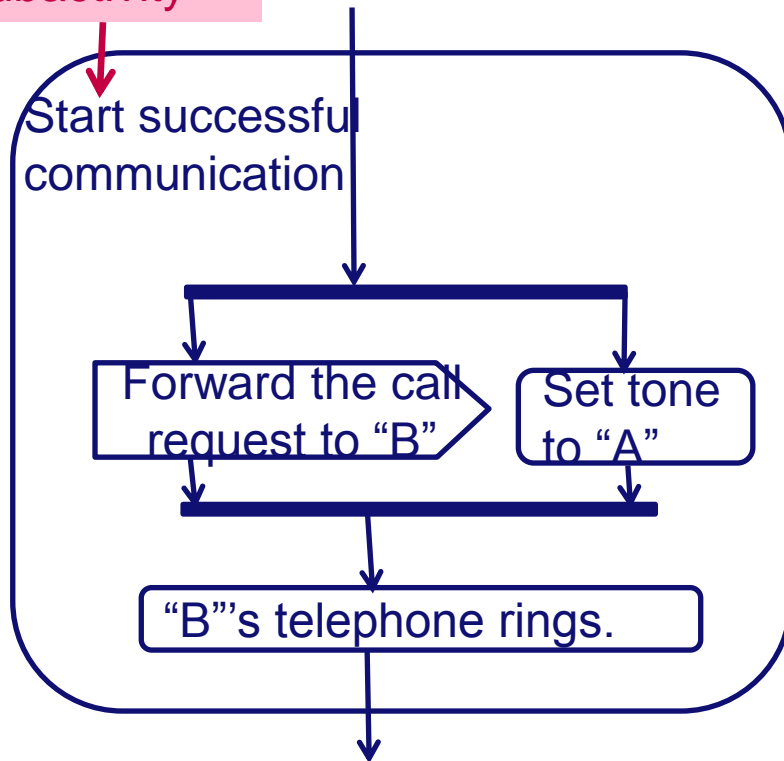 Start successful
communication
Forward the call
request to “B”
Set tone
to “A”
“B”’s telephone rings.